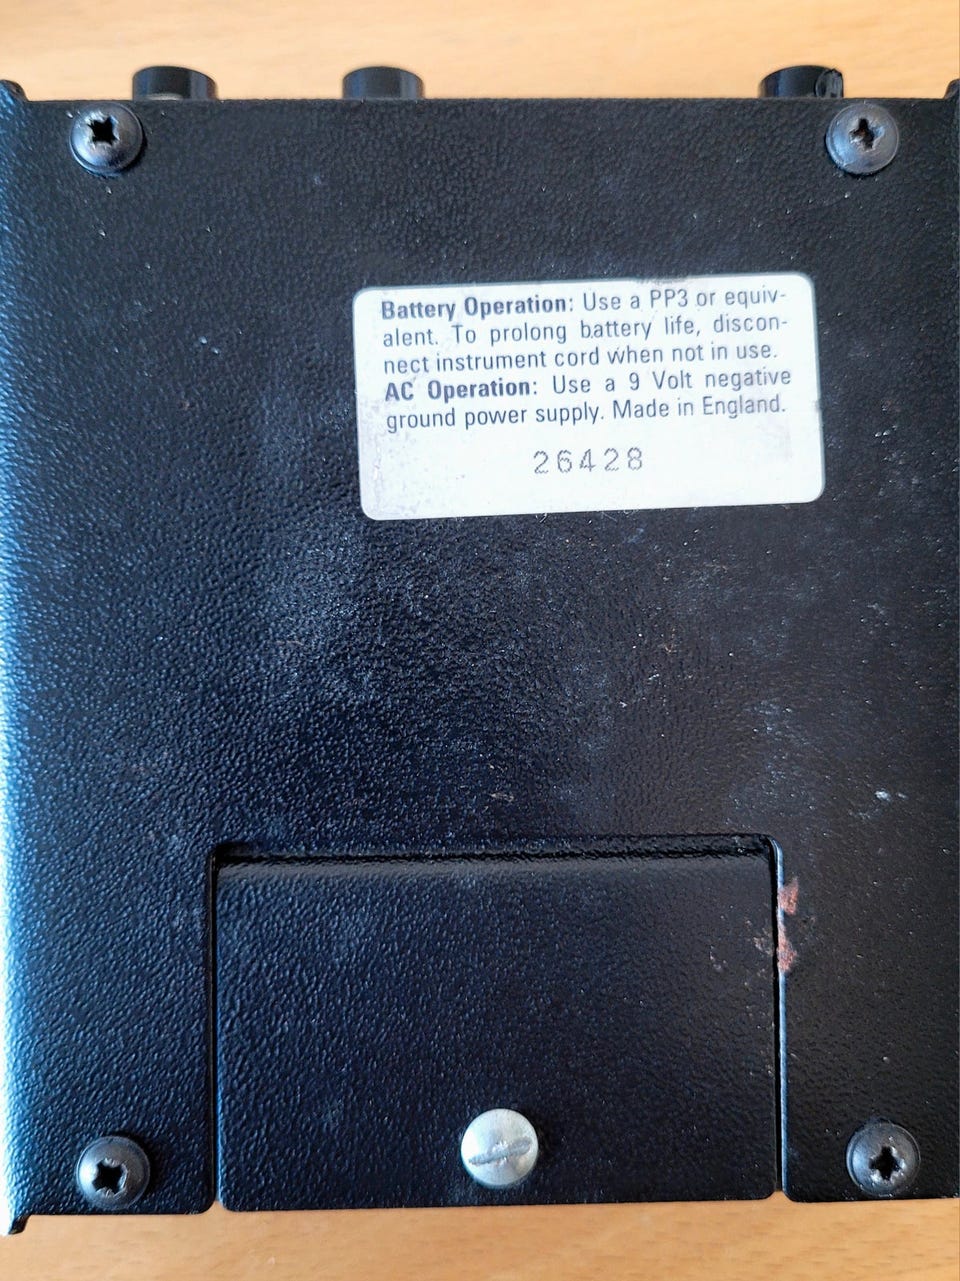 Battery Operation: Use a PP3 or equiv-
alent. To prolong battery life, discon-
nect instrument cord when not in use.
AC Operation: Use a 9 Volt negative
ground power supply. Made in England.
26428